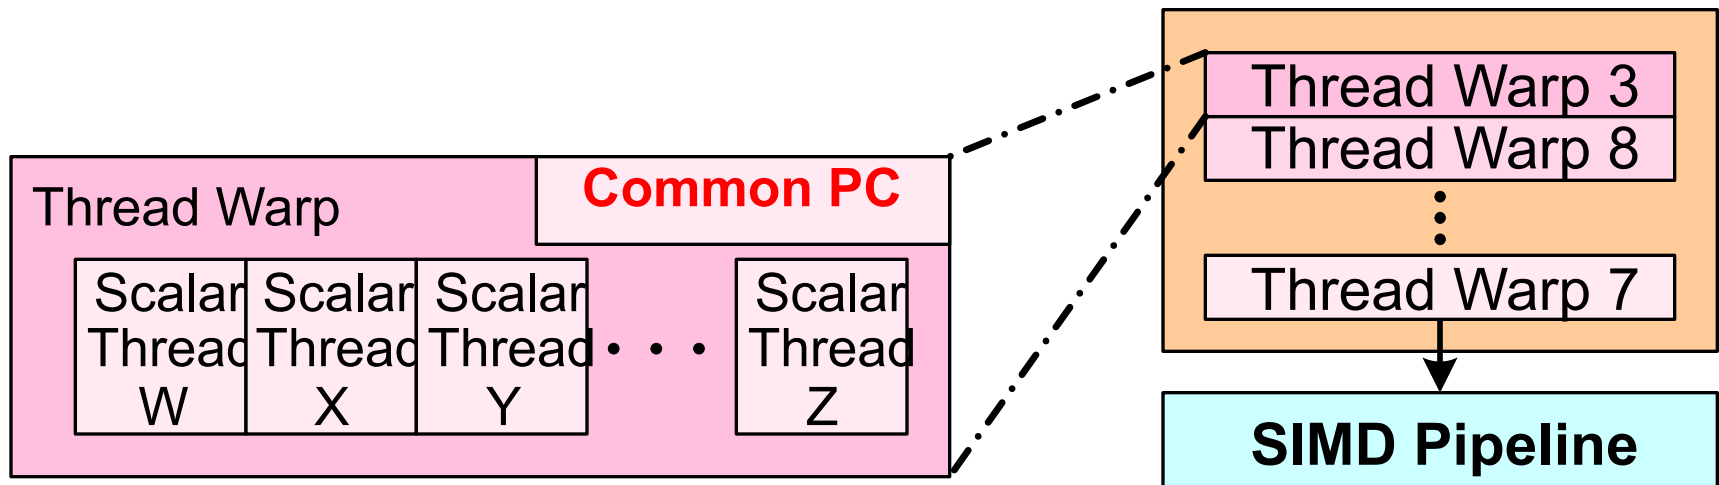 Thread Warp
Common PC
Scalar Thread W
Scalar Thread X
Scalar Thread Y
Scalar Thread Z
Thread Warp 3
Thread Warp 8
Thread Warp 7
SIMD Pipeline